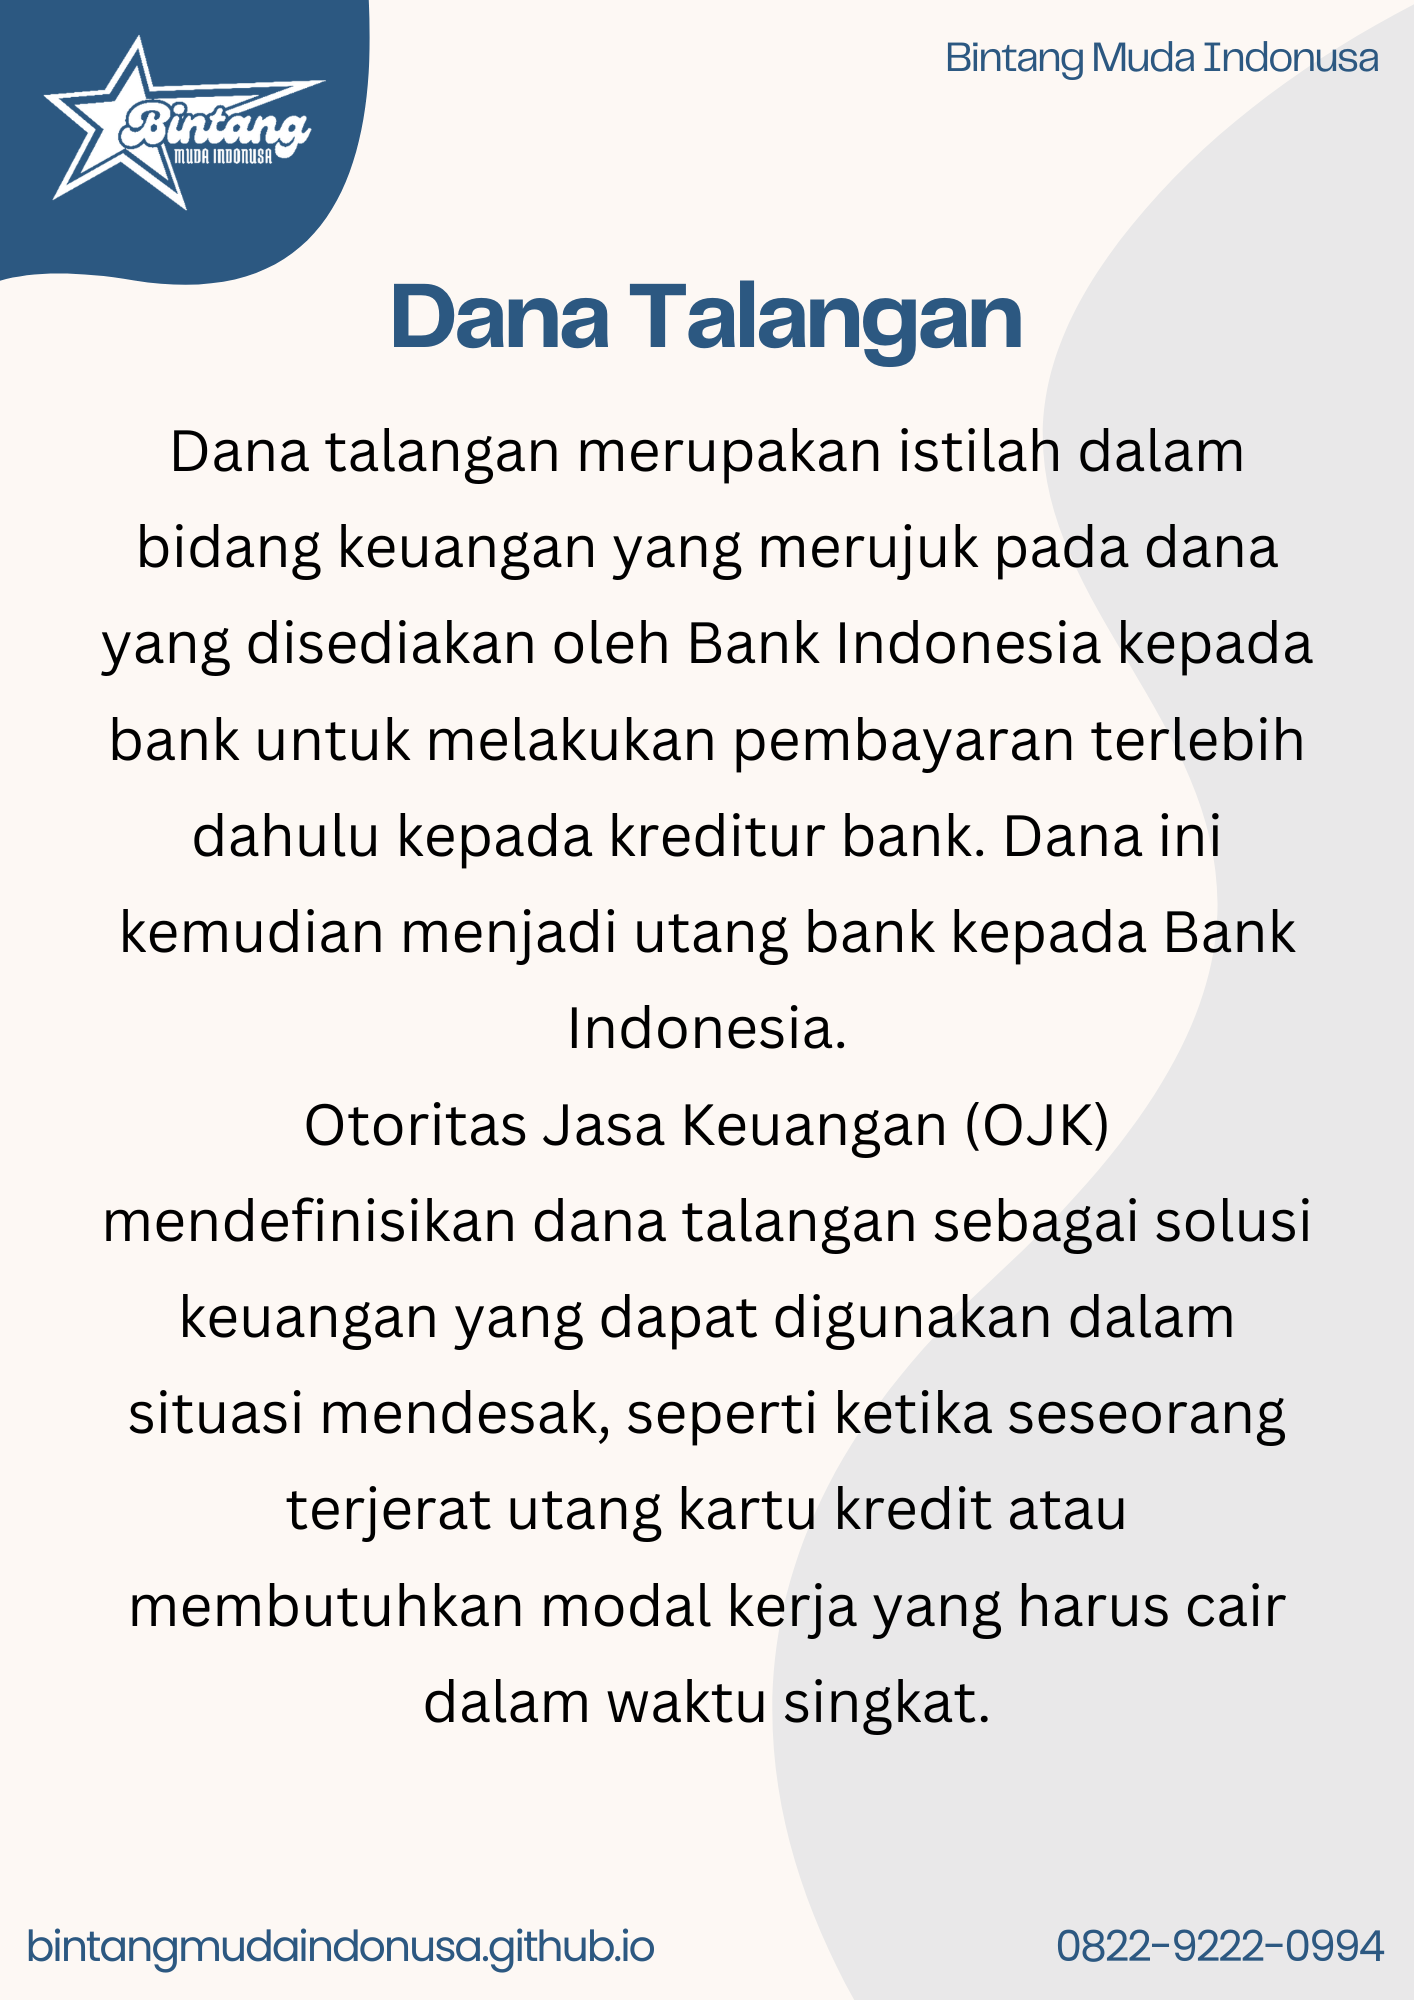 Bintang
MUDA INDONUSA
Bintang Muda Indonusa
Dana Talangan
Dana talangan merupakan istilah dalam
bidang keuangan yang merujuk pada dana
yang disediakan oleh Bank Indonesia kepada
bank untuk melakukan pembayaran terlebih
dahulu kepada kreditur bank. Dana ini
kemudian menjadi utang bank kepada Bank
Indonesia.
Otoritas Jasa Keuangan (OJK)
mendefinisikan dana talangan sebagai solusi
keuangan yang dapat digunakan dalam
situasi mendesak, seperti ketika seseorang
terjerat utang kartu kredit atau
membutuhkan modal kerja yang harus cair
dalam waktu singkat.
bintangmudaindonusa.github.io
0822-9222-0994